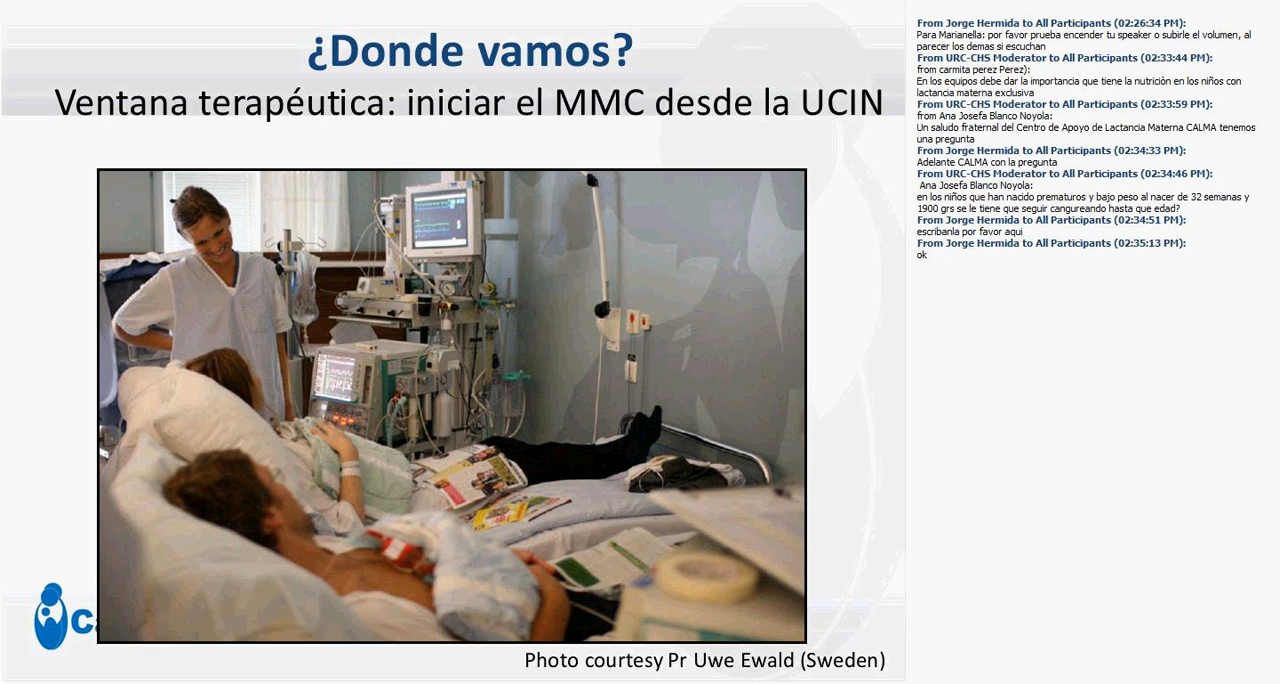 ¿Donde vamos?
Ventana terapéutica: iniciar el MMC desde la UCIN
Photo courtesy Pr Uwe Ewald (Sweden)
From Jorge Hermida to All Participants (02:26:34 PM):
Para Marianella: por favor prueba encender tu speaker o subirle el volumen, al
parecer los demas si escuchan
From URC-CHS Moderator to All Participants (02:33:44 PM):
from carmita perez Perez):
En los equipos debe dar la importancia que tiene la nutrición en los niños con
lactancia materna exclusiva
From URC-CHS Moderator to All Participants (02:33:59 PM):
from Ana Josefa Blanco Noyola:
Un saludo fraternal del Centro de Apoyo de Lactancia Materna CALMA tenemos
una pregunta
From Jorge Hermida to All Participants (02:34:33 PM):
Adelante CALMA con la pregunta
From URC-CHS Moderator to All Participants (02:34:46 PM):
Ana Josefa Blanco Noyola:
en los niños que han nacido prematuros y bajo peso al nacer de 32 semanas y
1900 grs se le tiene que seguir cangureando hasta que edad?
From Jorge Hermida to All Participants (02:34:51 PM):
escribanla por favor aqui
From Jorge Hermida to All Participants (02:35:13 PM):
ok